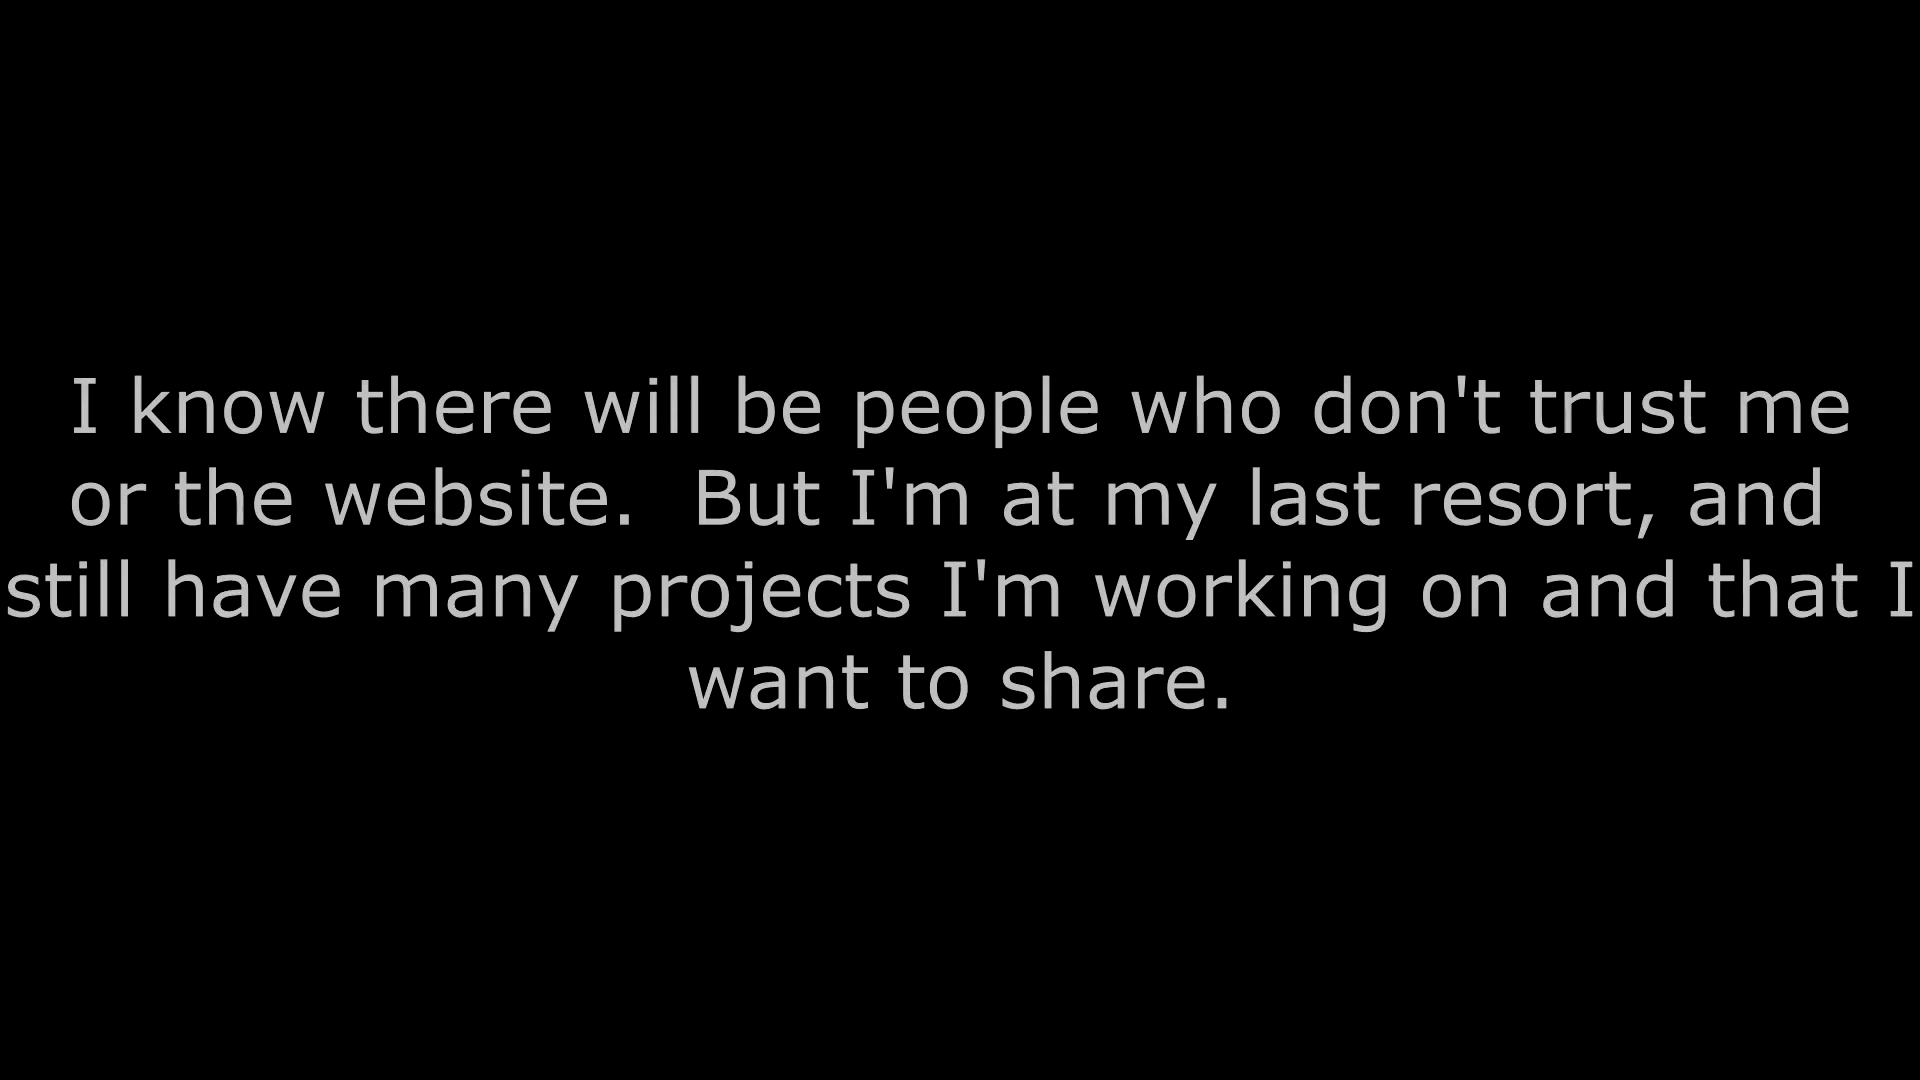 I know there will be people who don't trust me
or the website.  But I'm at my last resort, and
still have many projects I'm working on and that I
want to share.